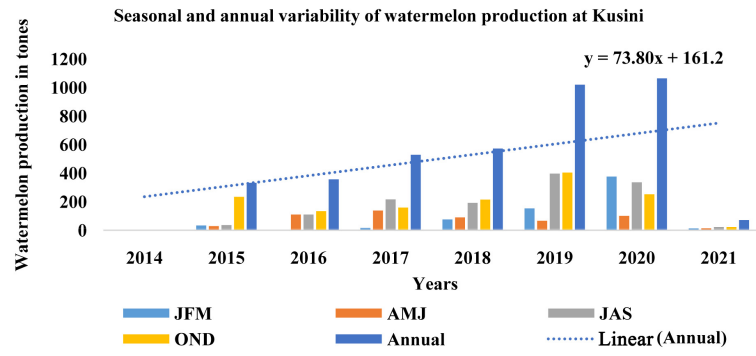 Seasonal and annual variability of watermelon production at Kusini
Watermelon production in tones
1200
1000
800
600
400
200
0
y = 73.80x + 161.2
2014 2015 2016 2017 2018 2019 2020 2021
Years
JFM AMJ JAS
OND Annual Linear (Annual)